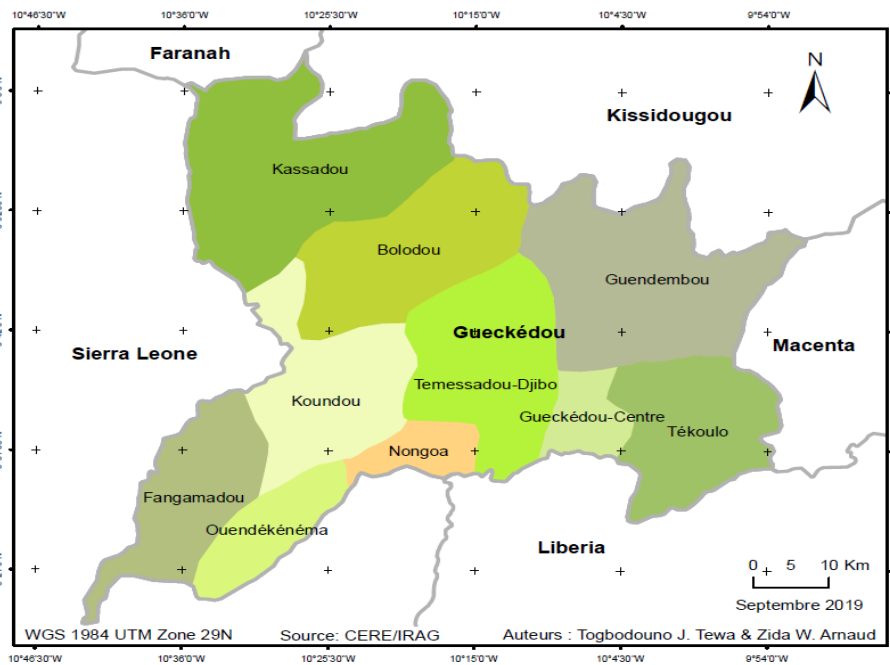 10°46'30"W 10°36'0"W 10°25'30"W 10°15'0"W 10°4'30"W 9°54'0"W
Faranah
N
Kissidougou
Kassadou
Bolodou
Guendembou
Gueckédou
Sierra Leone
Macenta
Temessadou-Djibo
Koundou
Gueckédou-Centre
Tékoulo
Nongoa
Fangamadou
Ouendékénéma
Liberia
0 5 10 Km
Septembre 2019
WGS 1984 UTM Zone 29N Source: CERE/IRAG Auteurs : Togbodouno J. Tewa & Zida W. Arnaud
10°46'30"W 10°36'0"W 10°25'30"W 10°15'0"W 10°4'30"W 9°54'0"W